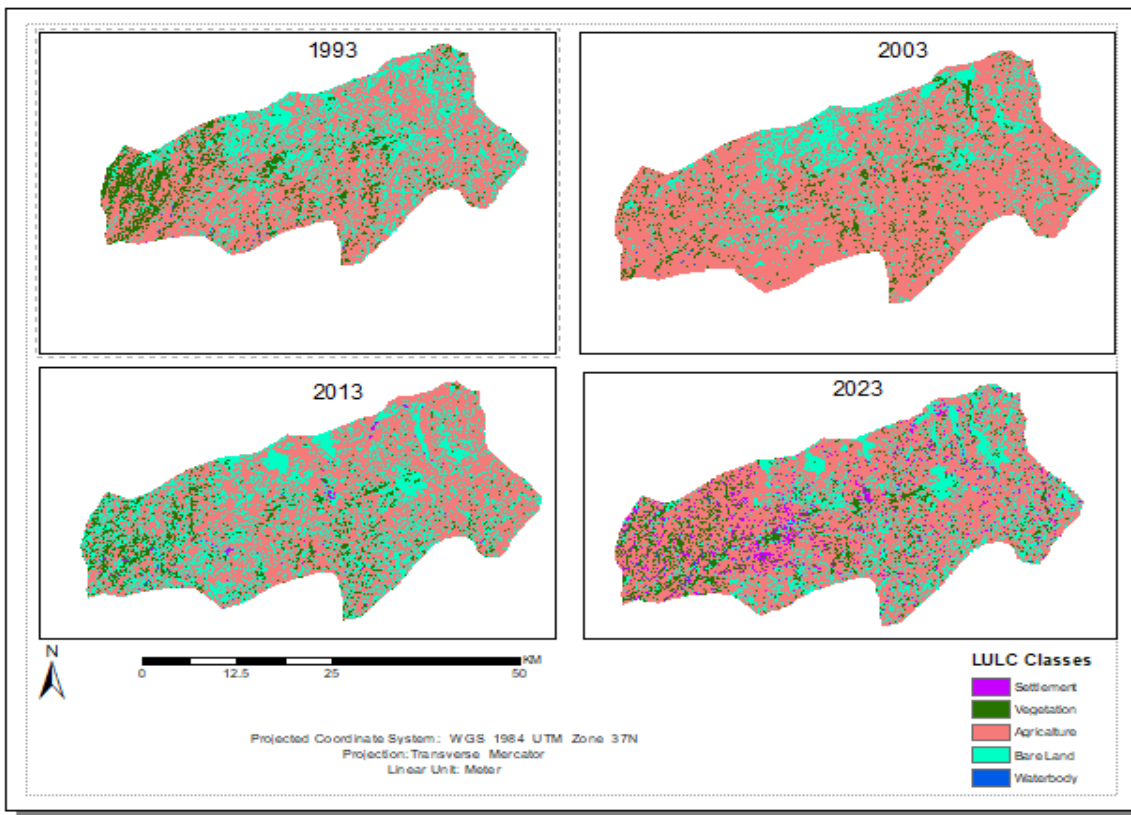 1993
2003
2013
2023
N
KM
0 12.5 25 50
Projected Coordinate System: WGS 1984 UTM Zone 37N
Projection: Transverse Mercator
Linear Unit: Meter
LULC Classes
Settlement
Vegetation
Agriculture
Bare Land
Waterbody